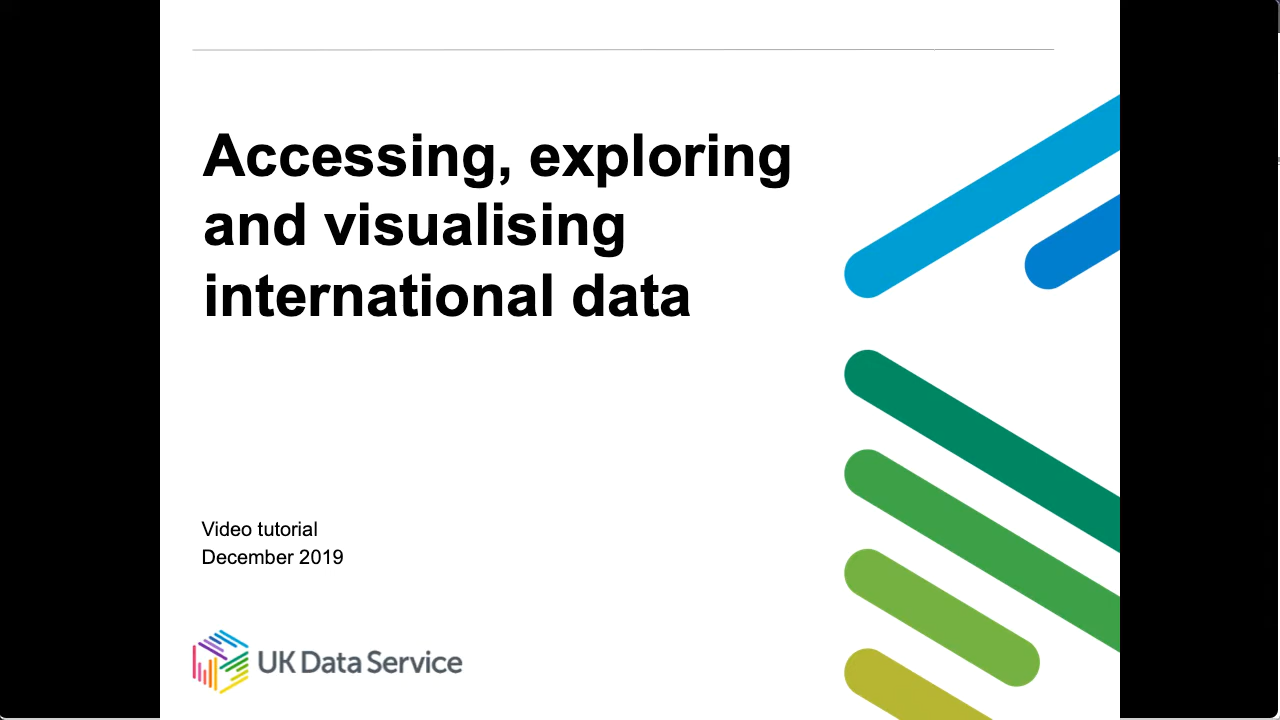 Accessing, exploring
and visualising
international data
Video tutorial
December 2019
UK Data Service